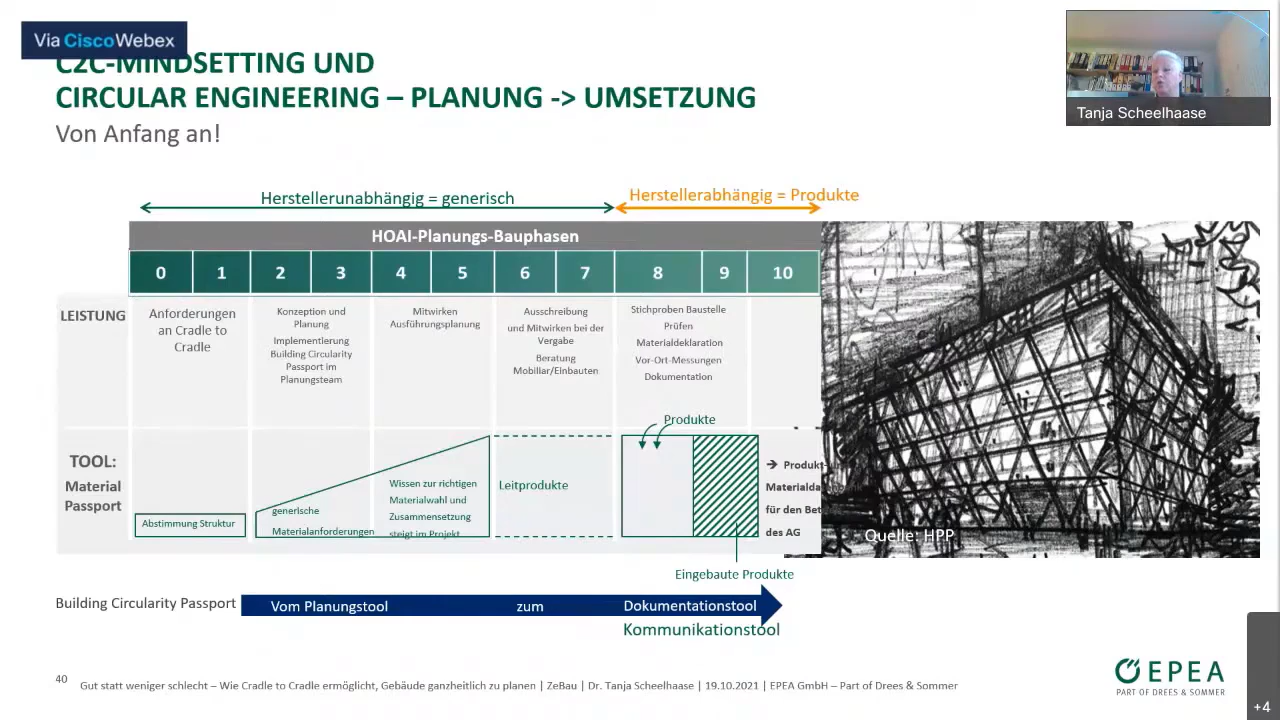 Via CiscoWebex
C2C-MINDSETTING UND
CIRCULAR ENGINEERING – PLANUNG -> UMSETZUNG
Von Anfang an!
Tanja Scheelhaase
Herstellerunabhängig = generisch
Herstellerabhängig = Produkte
HOAI-Planungs-Bauphasen
0 1 2 3 4 5 6 7 8 9 10
LEISTUNG
Anforderungen
an Cradle to
Cradle
Konzeption und
Planung
Implementierung
Building Circularity
Passport im
Planungsteam
Mitwirken
Ausführungsplanung
Ausschreibung
und Mitwirken bei der
Vergabe
Beratung
Mobiliar/Einbauten
Stichproben Baustelle
Prüfen
Materialdeklaration
Vor-Ort-Messungen
Dokumentation
TOOL:
Material
Passport
Abstimmung Struktur
generische
Materialanforderungen
Wissen zur richtigen
Materialwahl und
Zusammensetzung
steigt im Projekt
Leitprodukte
Produkte
Eingebaute Produkte
➔ Produkt-
für den
des AG
Quelle: HPP
Building Circularity Passport
Vom Planungstool zum Dokumentationstool
Kommunikationstool
40
Gut statt weniger schlecht – Wie Cradle to Cradle ermöglicht, Gebäude ganzheitlich zu planen | ZeBau | Dr. Tanja Scheelhaase | 19.10.2021 | EPEA GmbH – Part of Drees & Sommer
EPEA
PART OF DREES & SOMMER
+4